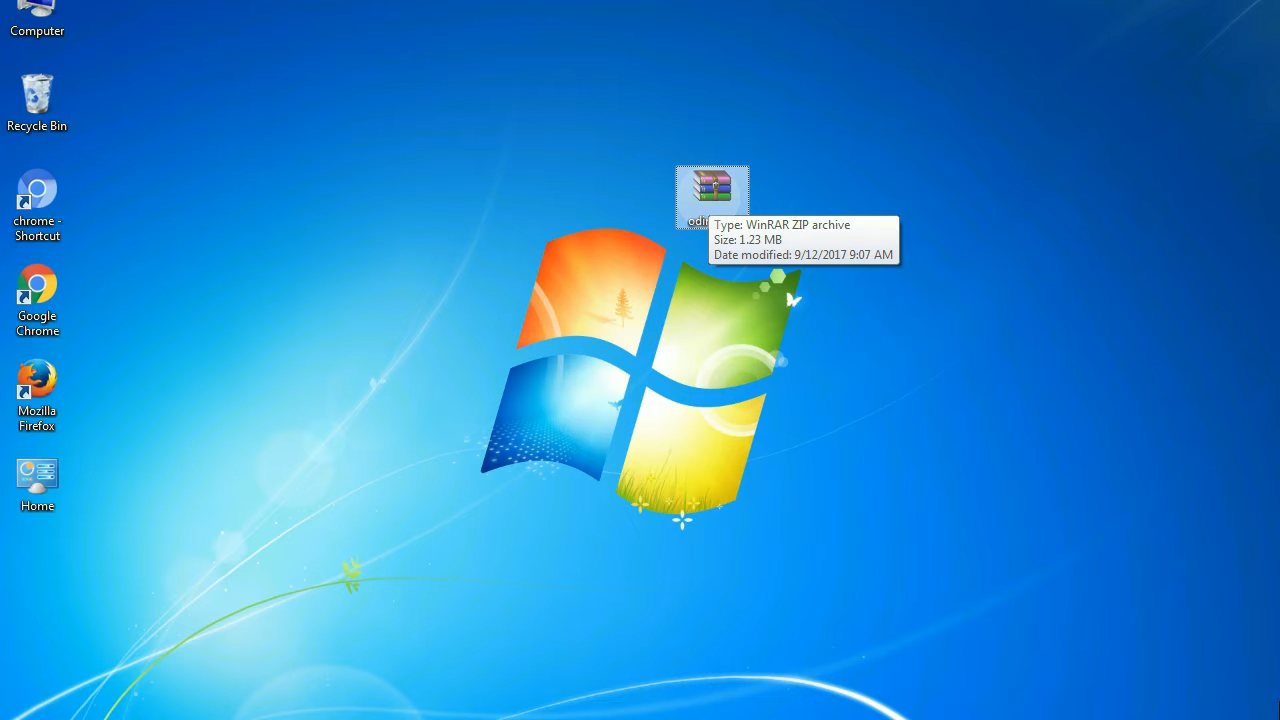 Computer
Recycle Bin
chrome -
Shortcut
Google
Chrome
Mozilla
Firefox
Home
Type: WinRAR ZIP archive
Size: 1.23 MB
Date modified: 9/12/2017 9:07 AM